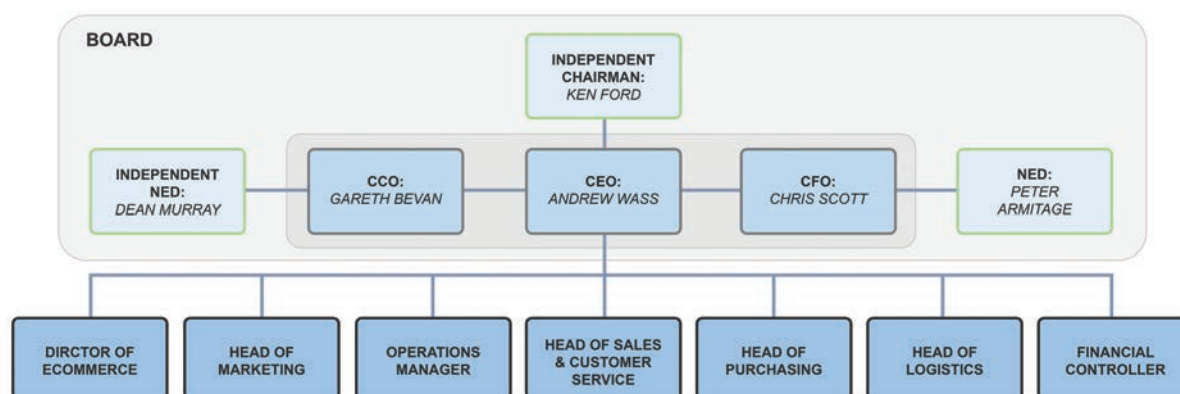 BOARD
INDEPENDENT
CHAIRMAN:
KEN FORD
INDEPENDENT
NED:
DEAN MURRAY
CCO:
GARETH BEVAN
CEO:
ANDREW WASS
CFO:
CHRIS SCOTT
NED:
PETER
ARMITAGE
DIRCTOR OF
ECOMMERCE
HEAD OF
MARKETING
OPERATIONS
MANAGER
HEAD OF SALES
& CUSTOMER
SERVICE
HEAD OF
PURCHASING
HEAD OF
LOGISTICS
FINANCIAL
CONTROLLER